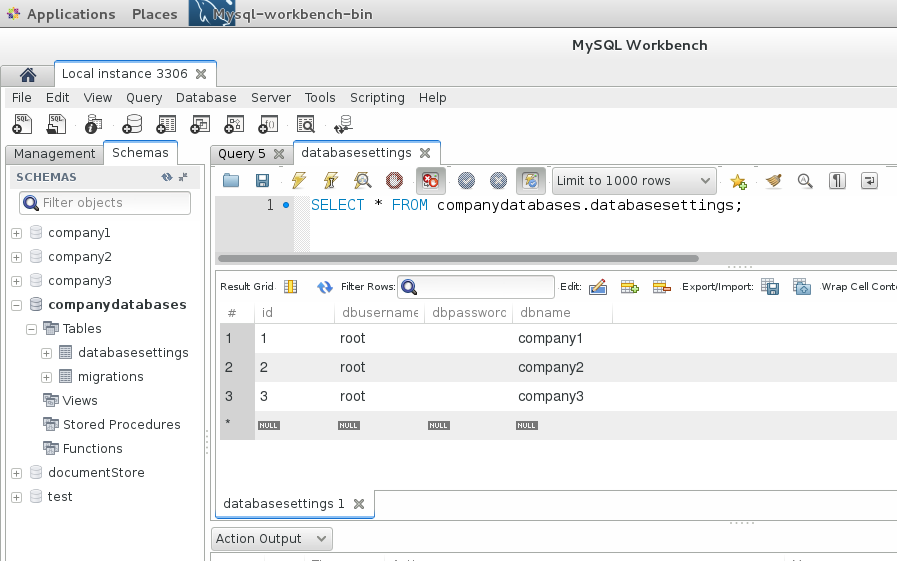 Applications Places Mysql-workbench-bin
MySQL Workbench
Local instance 3306
File Edit View Query Database Server Tools Scripting Help
Management Schemas
Query 5 databasesettings
SCHEMAS
Filter objects
company1
company2
company3
companydatabases
Tables
databasesettings
migrations
Views
Stored Procedures
Functions
documentStore
test
Limit to 1000 rows
1 SELECT * FROM companydatabases.databasesettings;
Result Grid Filter Rows: Edit: Export/Import: Wrap Cell Conte
# id dbusername dbpassword dbname
1 1 root company1
2 2 root company2
3 3 root company3
* NULL NULL NULL NULL
databasesettings 1
Action Output